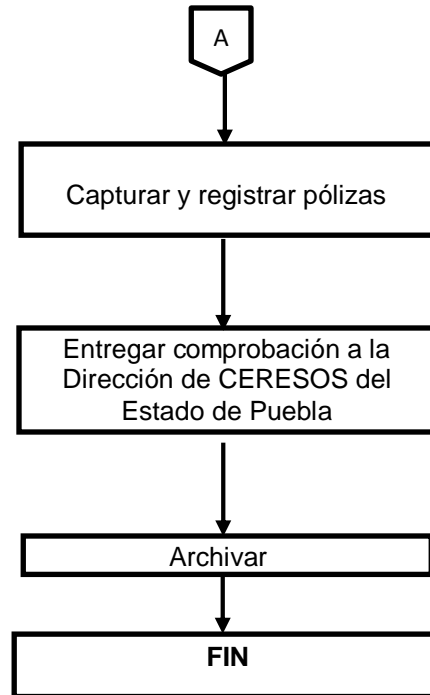 A
Capturar y registrar pólizas
Entregar comprobación a la
Dirección de CERESOS del
Estado de Puebla
Archivar
FIN